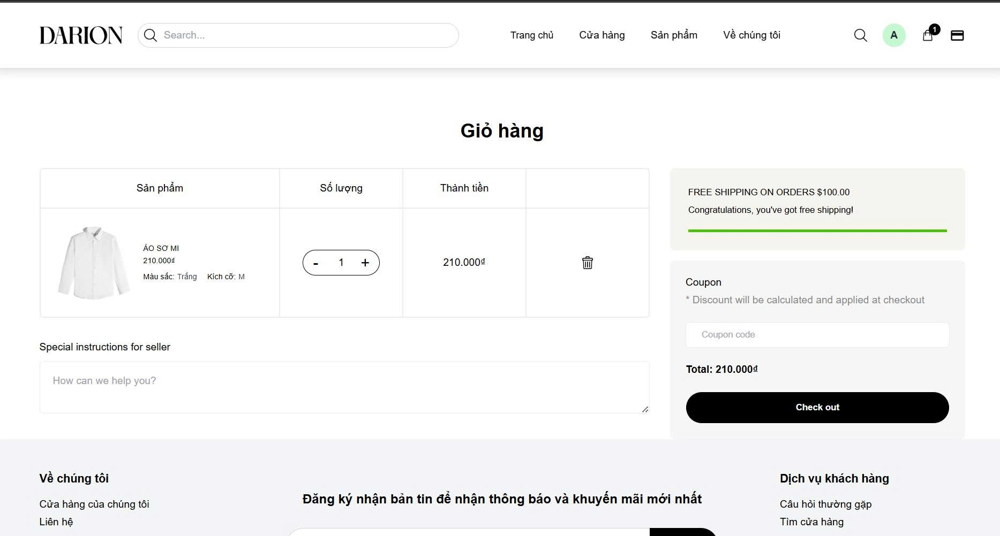 DARION
Search...
Trang chủ
Cửa hàng
Sản phẩm
Về chúng tôi
A
1
Giỏ hàng
Sản phẩm
Số lượng
Thành tiền
ÁO SƠ MI
210.000₫
Màu sắc: Trắng Kích cỡ: M
- 1 +
210.000₫
FREE SHIPPING ON ORDERS $100.00
Congratulations, you've got free shipping!
Coupon
* Discount will be calculated and applied at checkout
Coupon code
Total: 210.000₫
Check out
Special instructions for seller
How can we help you?
Về chúng tôi
Cửa hàng của chúng tôi
Liên hệ
Đăng ký nhận bản tin để nhận thông báo và khuyến mãi mới nhất
Dịch vụ khách hàng
Câu hỏi thường gặp
Tìm cửa hàng